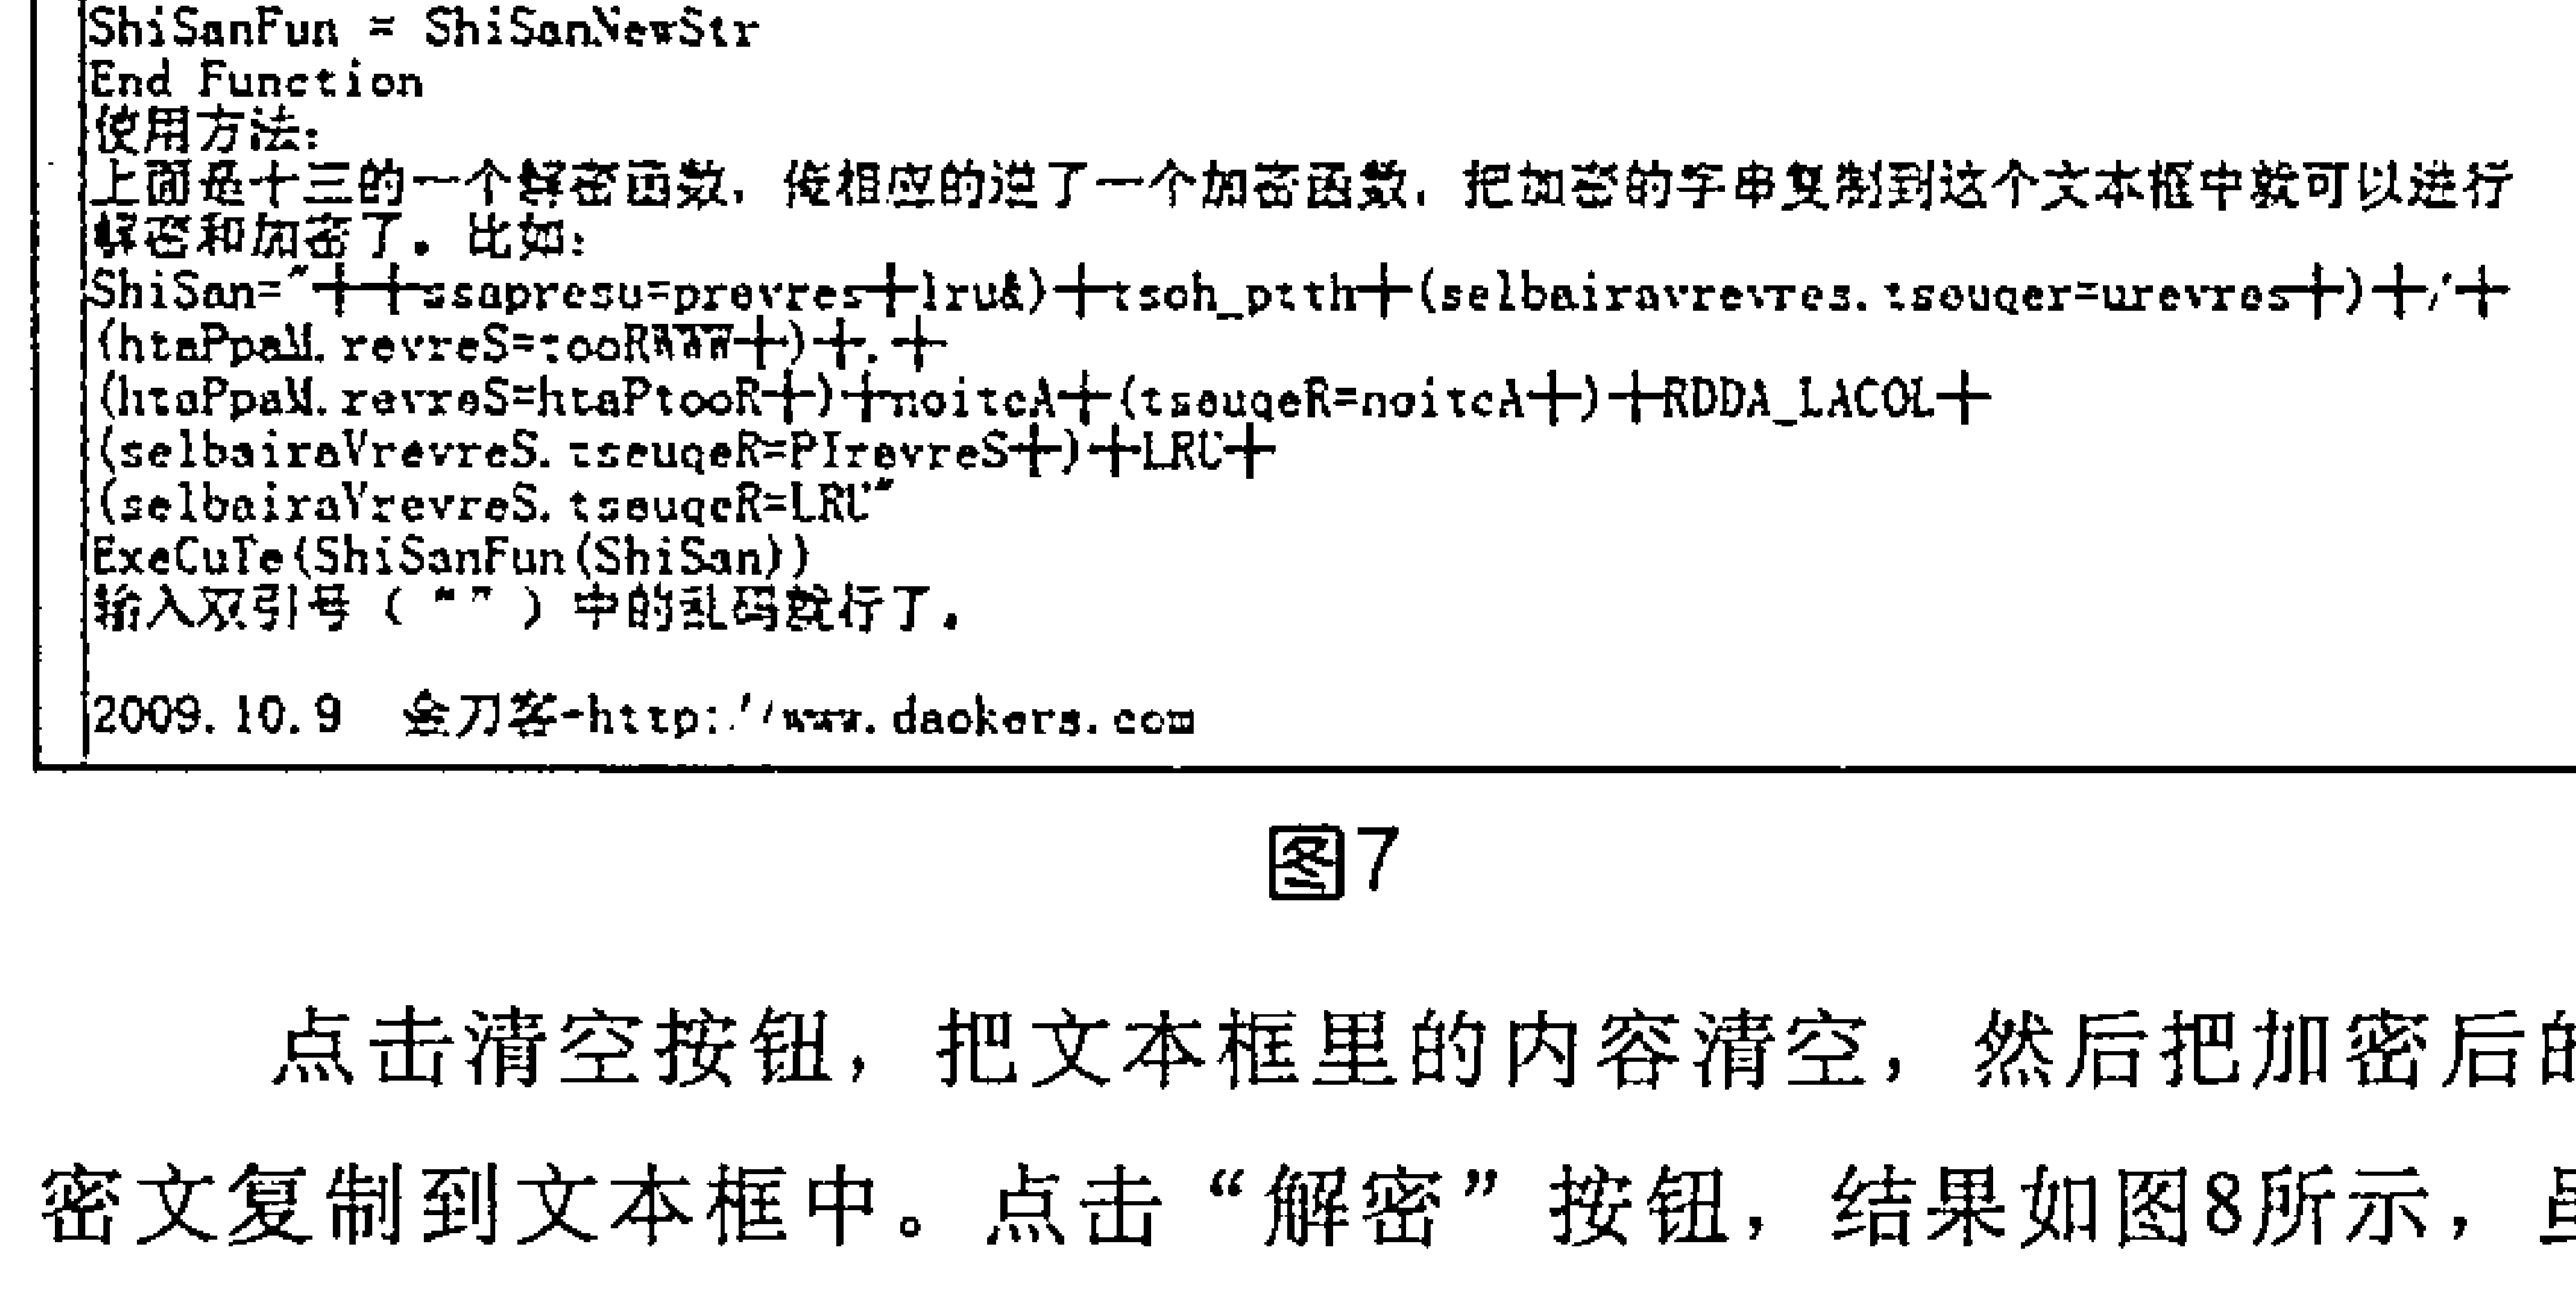 ShiSanFun = ShiSanNewStr
End Function
使用方法:
上面是十三的一个解密函数, 俺相应的逆了一个加密函数, 把加密的字串复制到这个文本框中就可以进行
解密和加密了。比如:
ShiSan="╁╁ssapresu=prevres╁lru&)╁tsoh_ptth╁(selbairavrevres.tseuqer=urevres╁)╁/╁
(htaPpaM.revreS=tooRWWW╁)╁.╁
(htaPpaM.revreS=htaPtooR╁)╁noitcA╁(tseuqeR=noitcA╁)╁RDDA_LACOL╁
(selbairaVrevreS.tseuqeR=PIrevreS╁)╁LRU╁
(selbairaVrevreS.tseuqeR=LRU"
ExeCuTe(ShiSanFun(ShiSan))
输入双引号（“”）中的乱码就行了。
2009.10.9 金刀客-http://www.daokers.com
图7
点击清空按钮，把文本框里的内容清空，然后把加密后的
密文复制到文本框中。点击“解密”按钮，结果如图8所示，虽